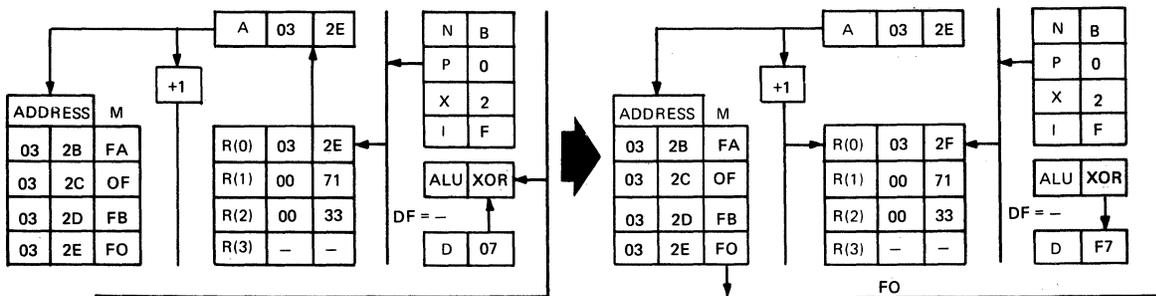 A 03 2E
N B
P 0
X 2
I F
+1
ADDRESS M
03 2B FA
03 2C OF
03 2D FB
03 2E FO
R(0) 03 2E
R(1) 00 71
R(2) 00 33
R(3) – –
ALU XOR
DF = –
D 07
A 03 2E
N B
P 0
X 2
I F
+1
ADDRESS M
03 2B FA
03 2C OF
03 2D FB
03 2E FO
R(0) 03 2F
R(1) 00 71
R(2) 00 33
R(3) – –
ALU XOR
DF = –
D F7
FO